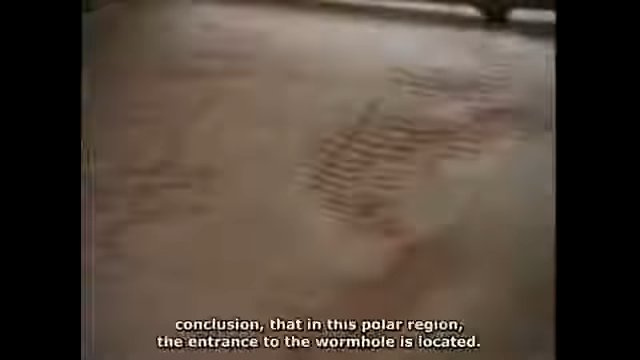 conclusion, that in this polar region,
the entrance to the wormhole is located.